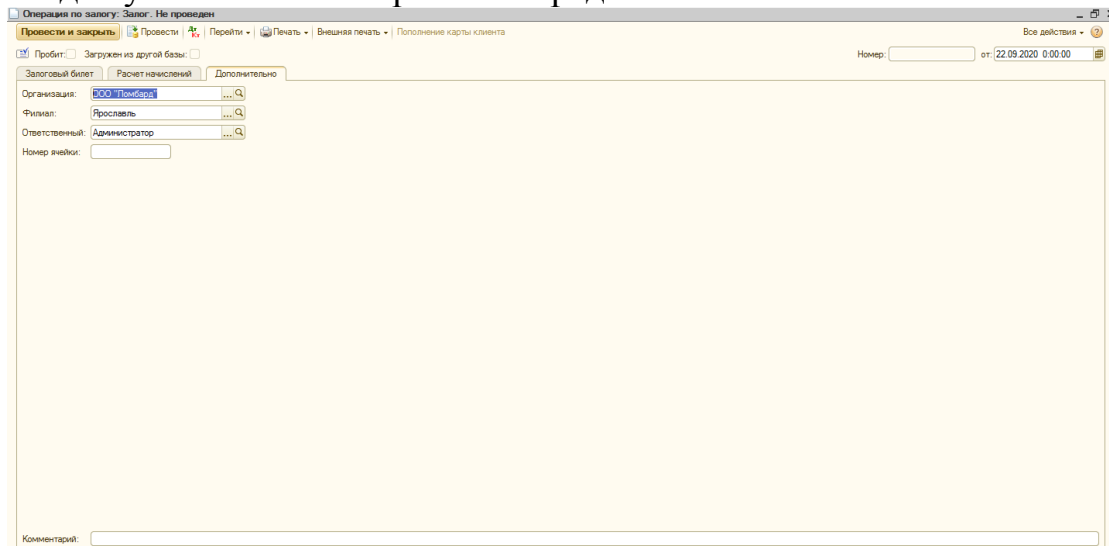 Операция по залогу: Залог. Не проведен
Провести и закрыть Провести Дт Кт Перейти Печать Внешняя печать Пополнение карты клиента Все действия ?
Пробит: Загружен из другой базы: Номер: от: 22.09.2020 0:00:00
Залоговый билет Расчет начислений Дополнительно
Организация: ООО "Ломбард" ...
Филиал: Ярославль ...
Ответственный: Администратор ...
Номер ячейки:
Комментарий: